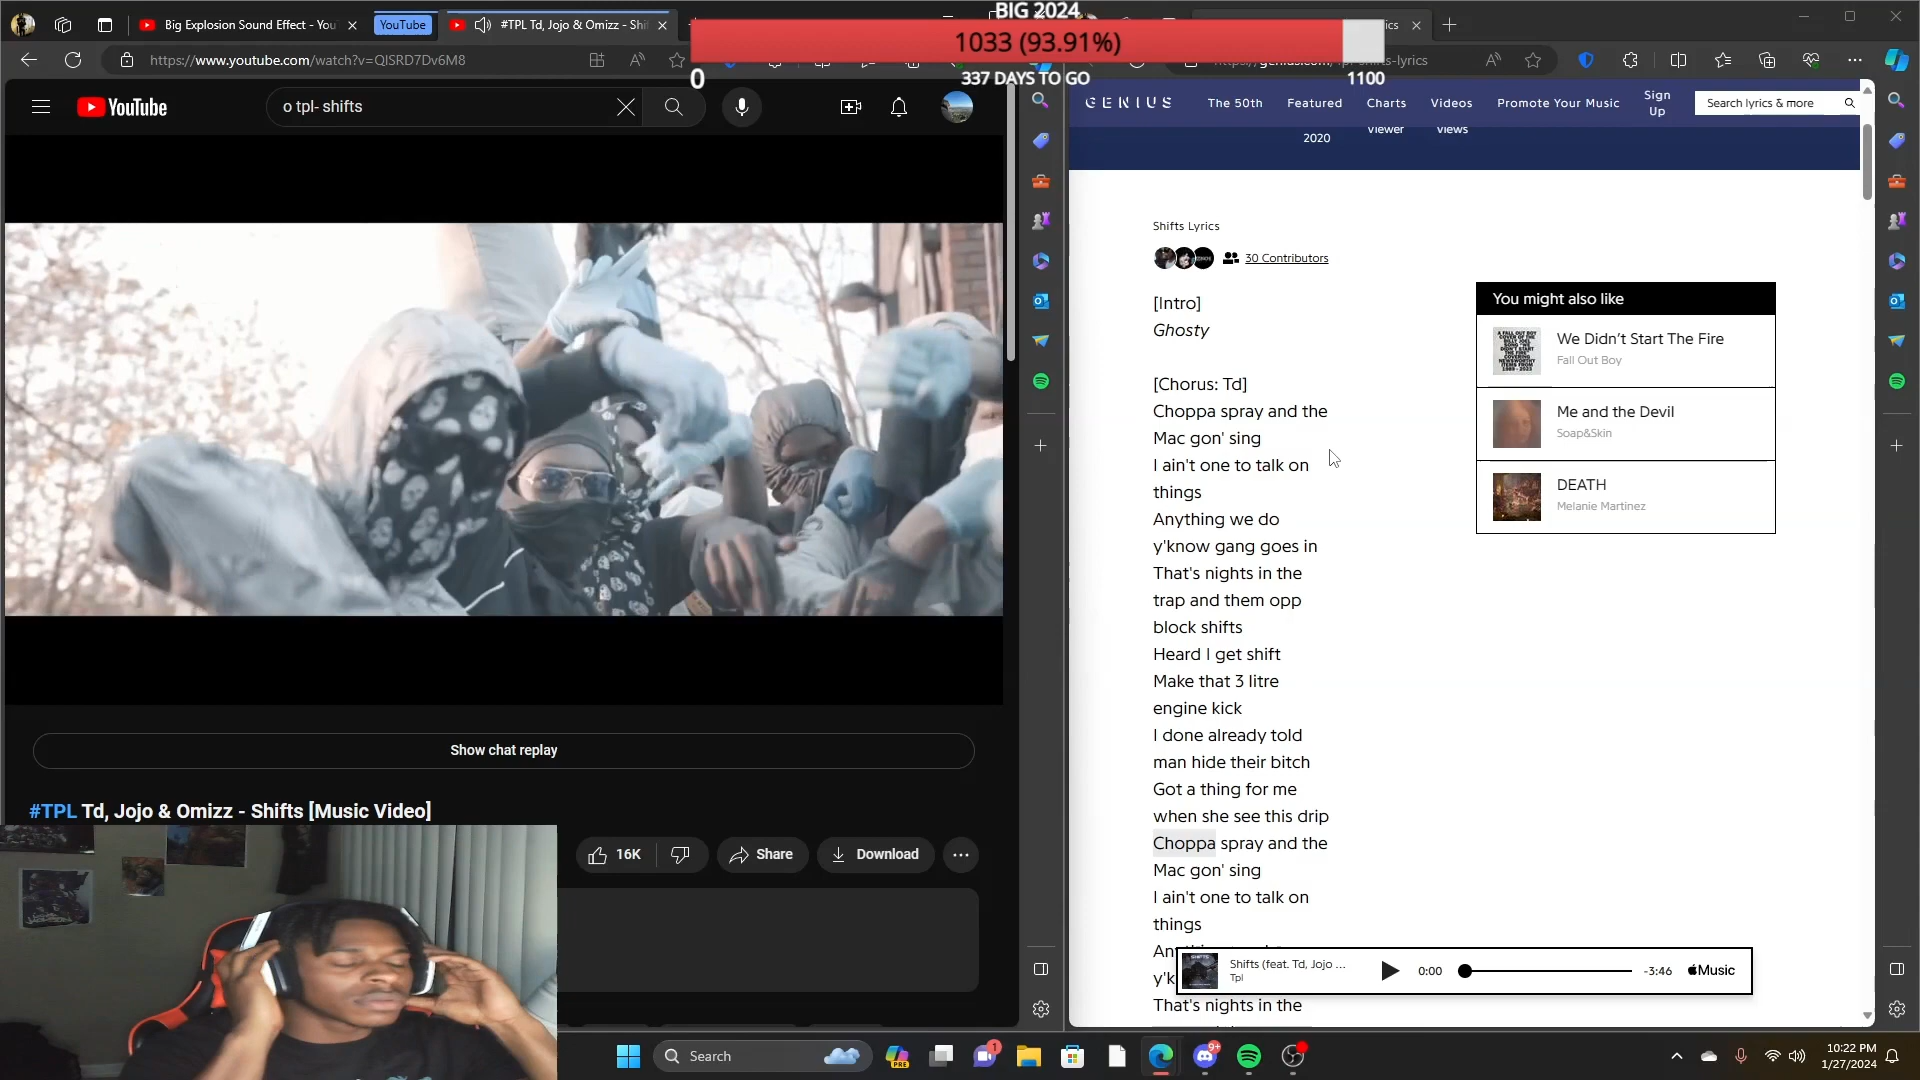 Big Explosion Sound Effect - You
YouTube
#TPL Td, Jojo & Omizz - Shi
BIG 2024
1033 (93.91%)
0
337 DAYS TO GO
1100
https://www.youtube.com/watch?v=QISRD7Dv6M8
YouTube
o tpl- shifts
GENIUS
The 50th
Featured
Charts
Videos
Promote Your Music
Sign
Up
Search lyrics & more
2020
Viewer
Views
Shifts Lyrics
30 Contributors
[Intro]
Ghosty
[Chorus: Td]
Choppa spray and the
Mac gon' sing
I ain't one to talk on
things
Anything we do
y'know gang goes in
That's nights in the
trap and them opp
block shifts
Heard I get shift
Make that 3 litre
engine kick
I done already told
man hide their bitch
Got a thing for me
when she see this drip
Choppa spray and the
Mac gon' sing
I ain't one to talk on
things
That's nights in the
You might also like
We Didn't Start The Fire
Fall Out Boy
Me and the Devil
Soap&Skin
DEATH
Melanie Martinez
Shifts (feat. Td, Jojo ...
Tpl
0:00
-3:46
Music
Show chat replay
#TPL Td, Jojo & Omizz - Shifts [Music Video]
16K
Share
Download
Search
PRE
1
9+
10:22 PM
1/27/2024